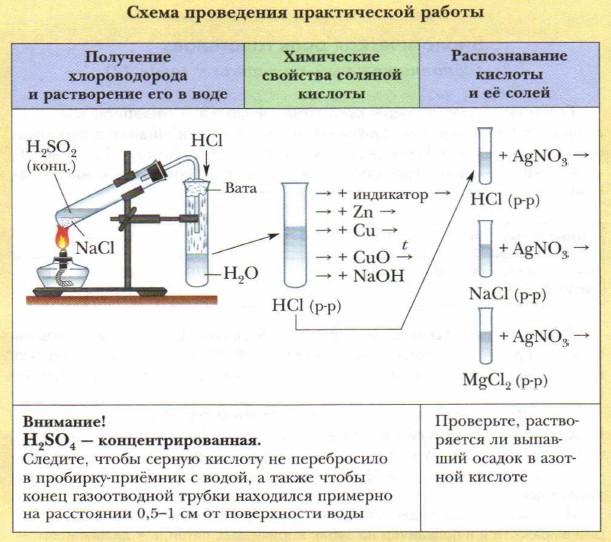 Схема проведения практической работы
Получение
хлороводорода
и растворение его в воде
Химические
свойства соляной
кислоты
Распознавание
кислоты
и её солей
H₂SO₂
(конц.)
NaCl
HCl
Вата
H₂O
→ + индикатор →
→ + Zn →
→ + Cu →
t
→ + CuO →
→ + NaOH
HCl (р-р)
+ AgNO₃ →
HCl (р-р)
+ AgNO₃ →
NaCl (р-р)
+ AgNO₃ →
MgCl₂ (р-р)
Внимание!
H₂SO₄ — концентрированная.
Следите, чтобы серную кислоту не перебросило
в пробирку-приёмник с водой, а также чтобы
конец газоотводной трубки находился примерно
на расстоянии 0,5–1 см от поверхности воды
Проверьте, раство-
ряется ли выпав-
ший осадок в азот-
ной кислоте